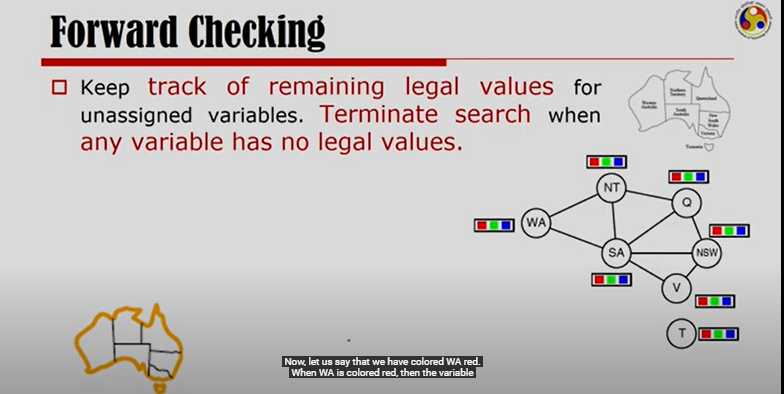 Forward Checking
Keep track of remaining legal values for
unassigned variables. Terminate search when
any variable has no legal values.
Northern
Territory
Western
Australia
Queensland
South
Australia
New
South
Wales
Victoria
Tasmania
NT
Q
WA
SA
NSW
V
T
Now, let us say that we have colored WA red.
When WA is colored red, then the variable